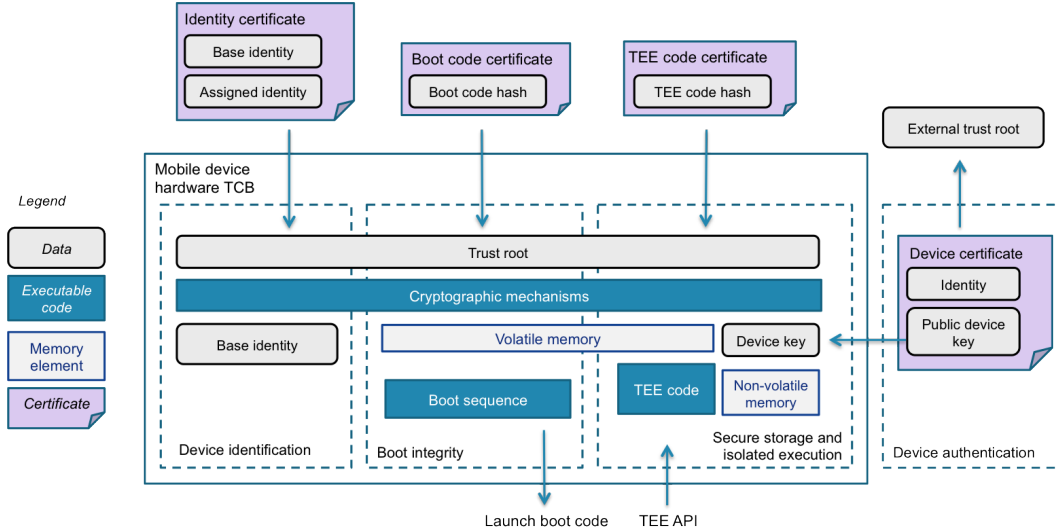 Identity certificate
Base identity
Assigned identity
Boot code certificate
Boot code hash
TEE code certificate
TEE code hash
External trust root
Mobile device
hardware TCB
Legend
Data
Executable
code
Memory
element
Certificate
Trust root
Cryptographic mechanisms
Base identity
Volatile memory
Device key
Boot sequence
TEE code
Non-volatile
memory
Device identification
Boot integrity
Secure storage and
isolated execution
Device certificate
Identity
Public device
key
Device authentication
Launch boot code
TEE API